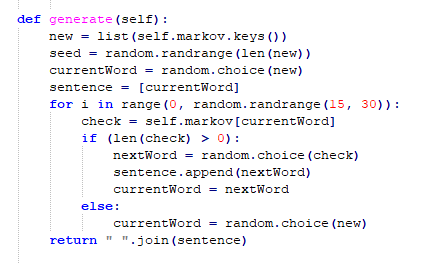 def generate(self):
    new = list(self.markov.keys())
    seed = random.randrange(len(new))
    currentWord = random.choice(new)
    sentence = [currentWord]
    for i in range(0, random.randrange(15, 30)):
        check = self.markov[currentWord]
        if (len(check) > 0):
            nextWord = random.choice(check)
            sentence.append(nextWord)
            currentWord = nextWord
        else:
            currentWord = random.choice(new)
    return " ".join(sentence)